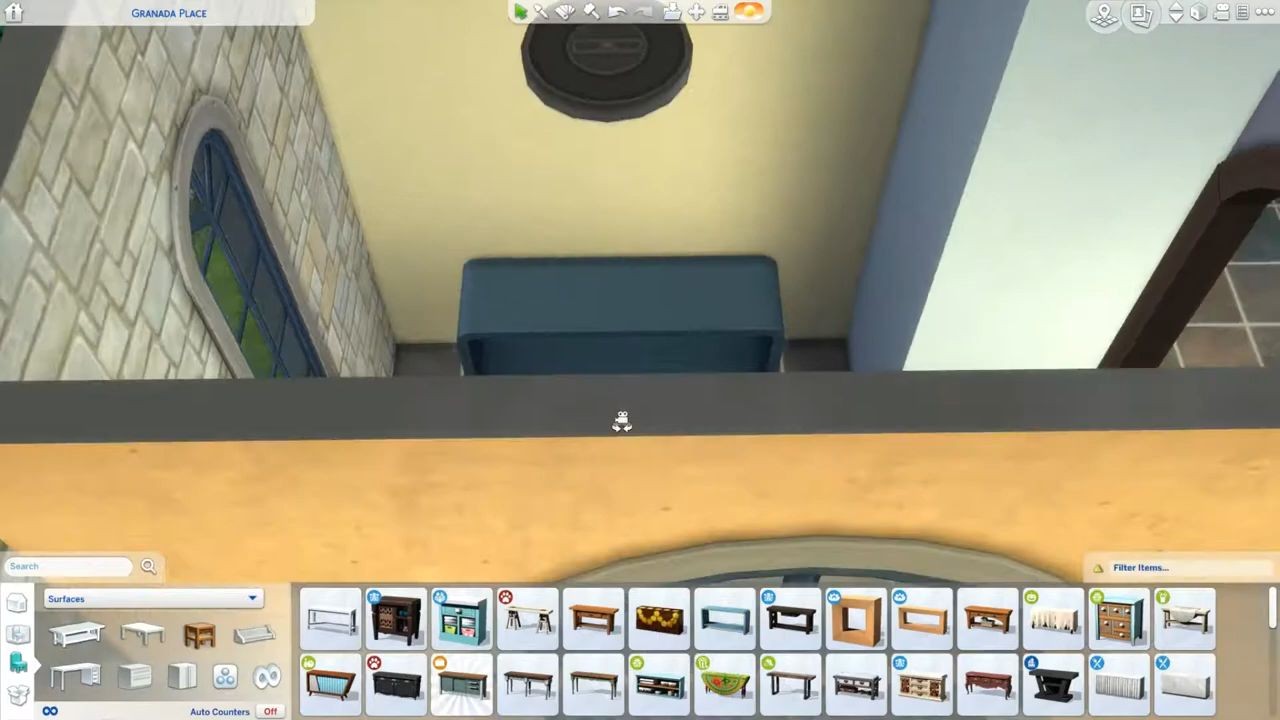 GRANADA PLACE
Search
Filter Items...
Surfaces
Auto Counters Off